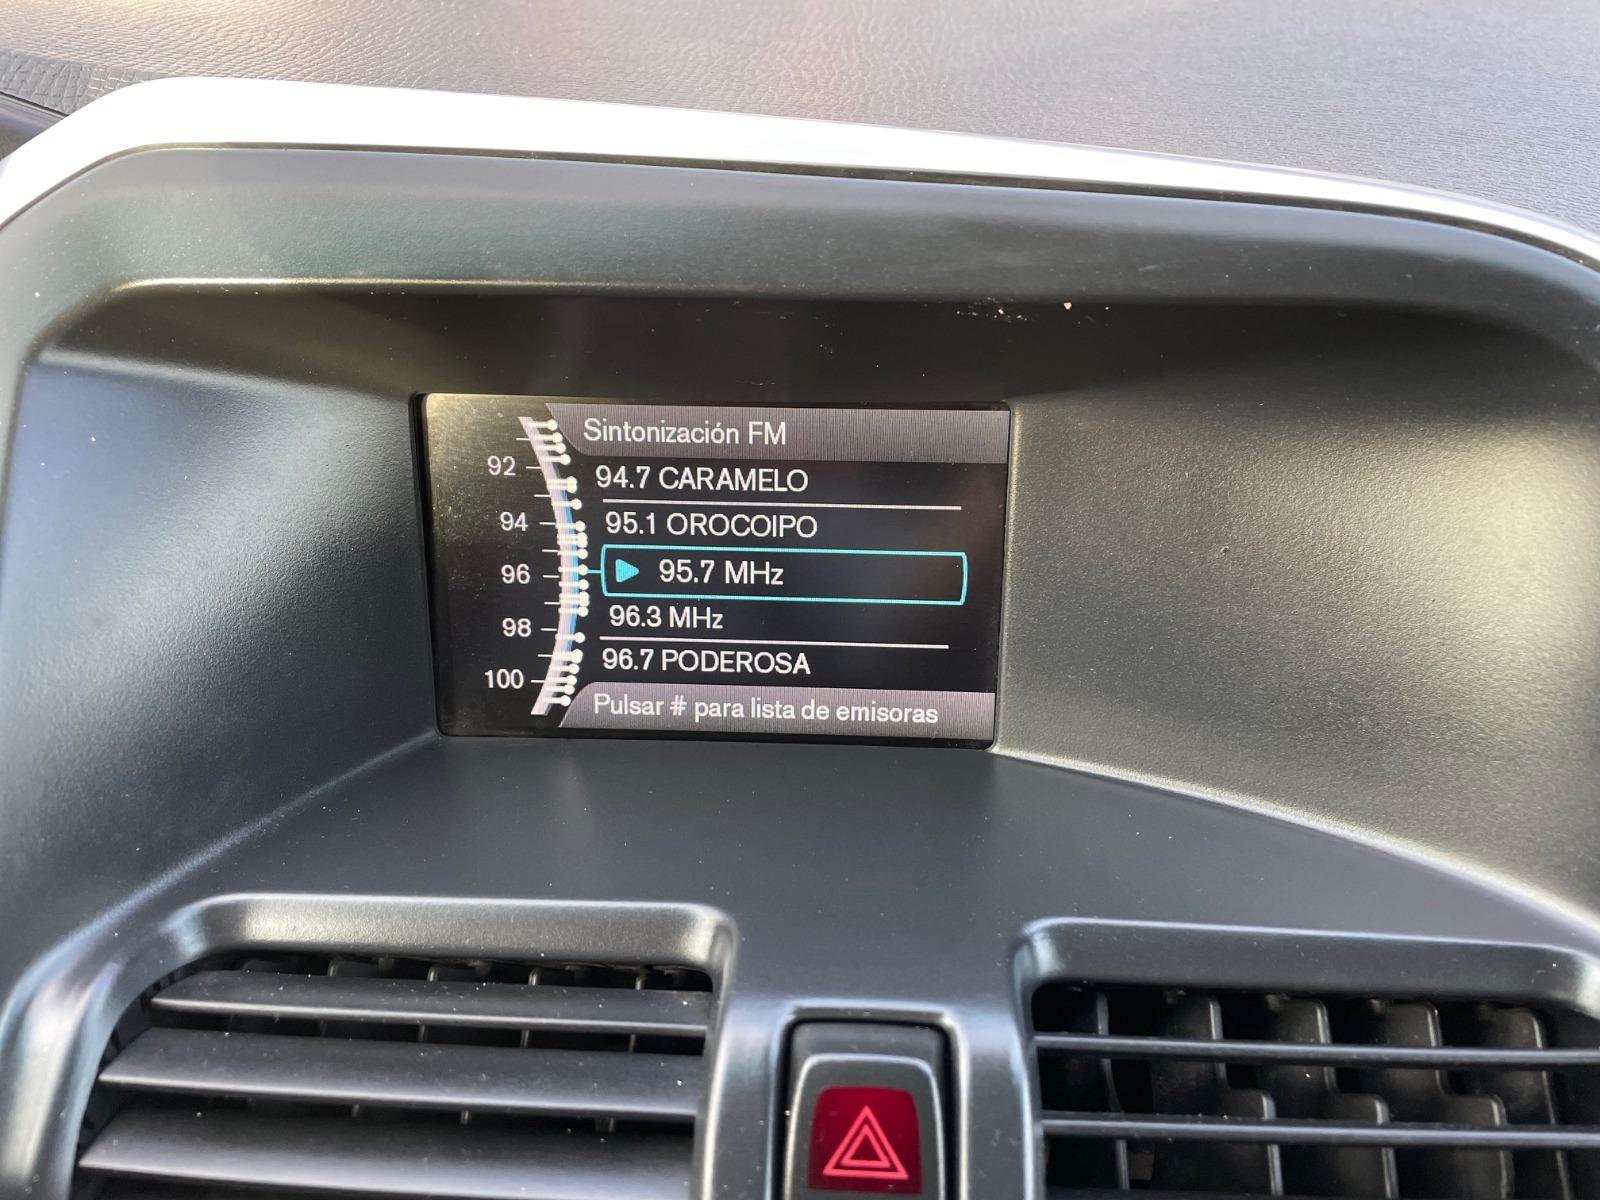 Sintonización FM
92
94
96
98
100
94.7 CARAMELO
95.1 OROCOIPO
95.7 MHz
96.3 MHz
96.7 PODEROSA
Pulsar # para lista de emisoras